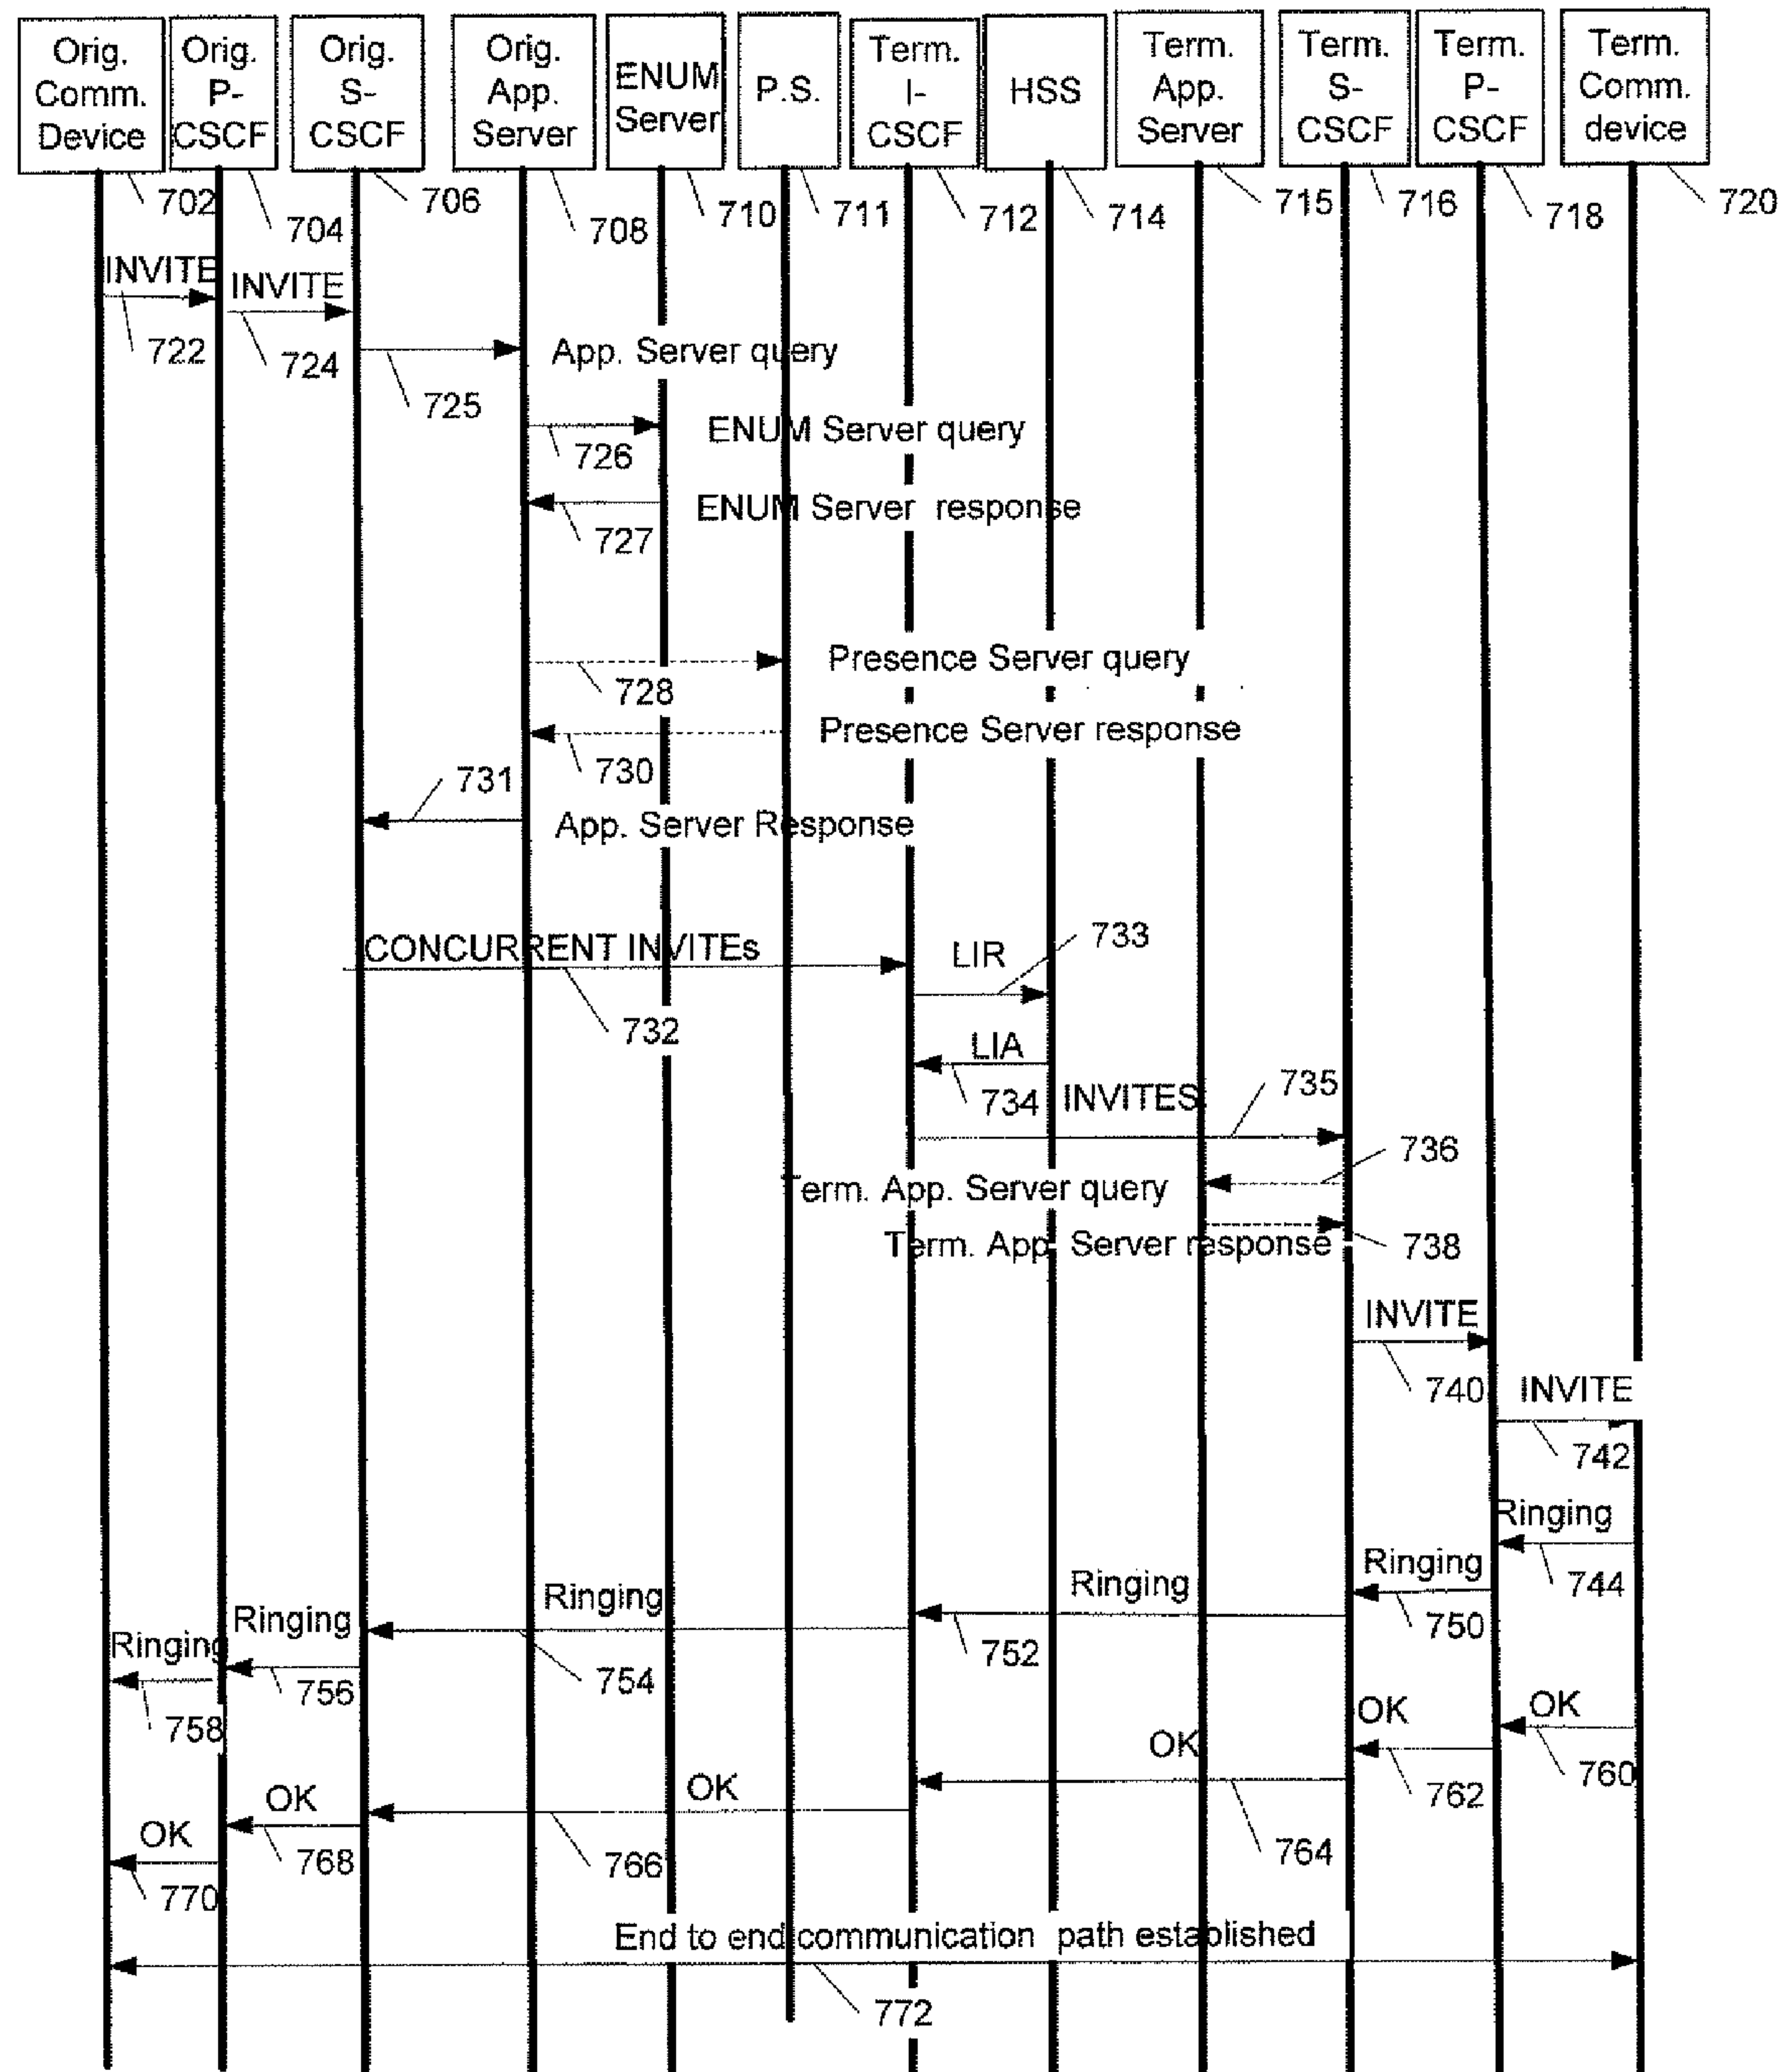 Orig.
Comm.
Device
Orig.
P-
CSCF
Orig.
S-
CSCF
Orig.
App.
Server
ENUM
Server
P.S.
Term.
I-
CSCF
HSS
Term.
App.
Server
Term.
S-
CSCF
Term.
P-
CSCF
Term.
Comm.
device
702
704
706
708
710
711
712
714
715
716
718
720
INVITE
INVITE
722
724
App. Server query
725
ENUM Server query
726
ENUM Server response
727
Presence Server query
728
Presence Server response
730
731
App. Server Response
733
CONCURRENT INVITEs
LIR
732
LIA
734
INVITES
735
736
Term. App. Server query
Term. App. Server response
738
INVITE
740
INVITE
742
Ringing
744
Ringing
750
Ringing
752
Ringing
754
Ringing
756
Ringing
758
OK
760
OK
762
OK
764
OK
766
OK
768
OK
770
End to end communication path established
772